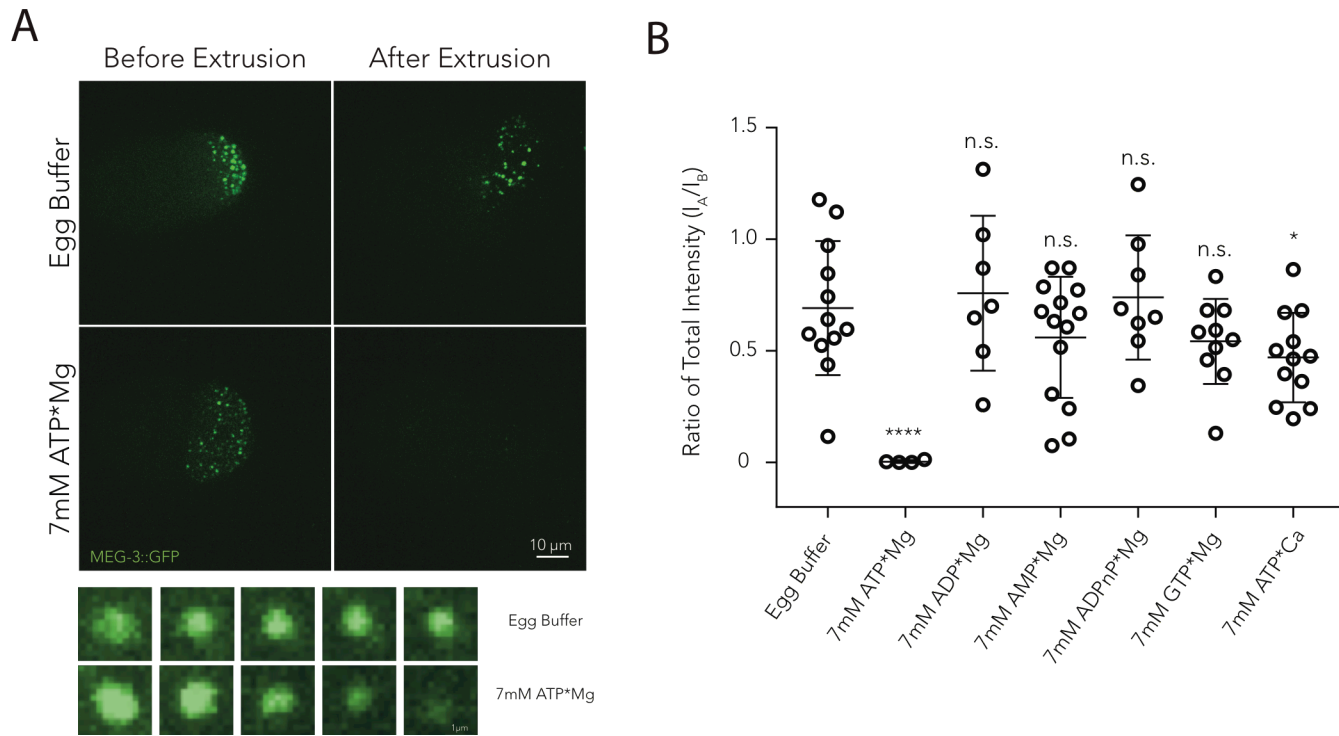 A
Before Extrusion
After Extrusion
Egg Buffer
7mM ATP*Mg
MEG-3::GFP
10 µm
Egg Buffer
7mM ATP*Mg
1µm
B
Ratio of Total Intensity (I_A/I_B)
1.5
1.0
0.5
0
****
n.s.
n.s.
n.s.
n.s.
*
Egg Buffer
7mM ATP*Mg
7mM ADP*Mg
7mM AMP*Mg
7mM ADPnP*Mg
7mM GTP*Mg
7mM ATP*Ca